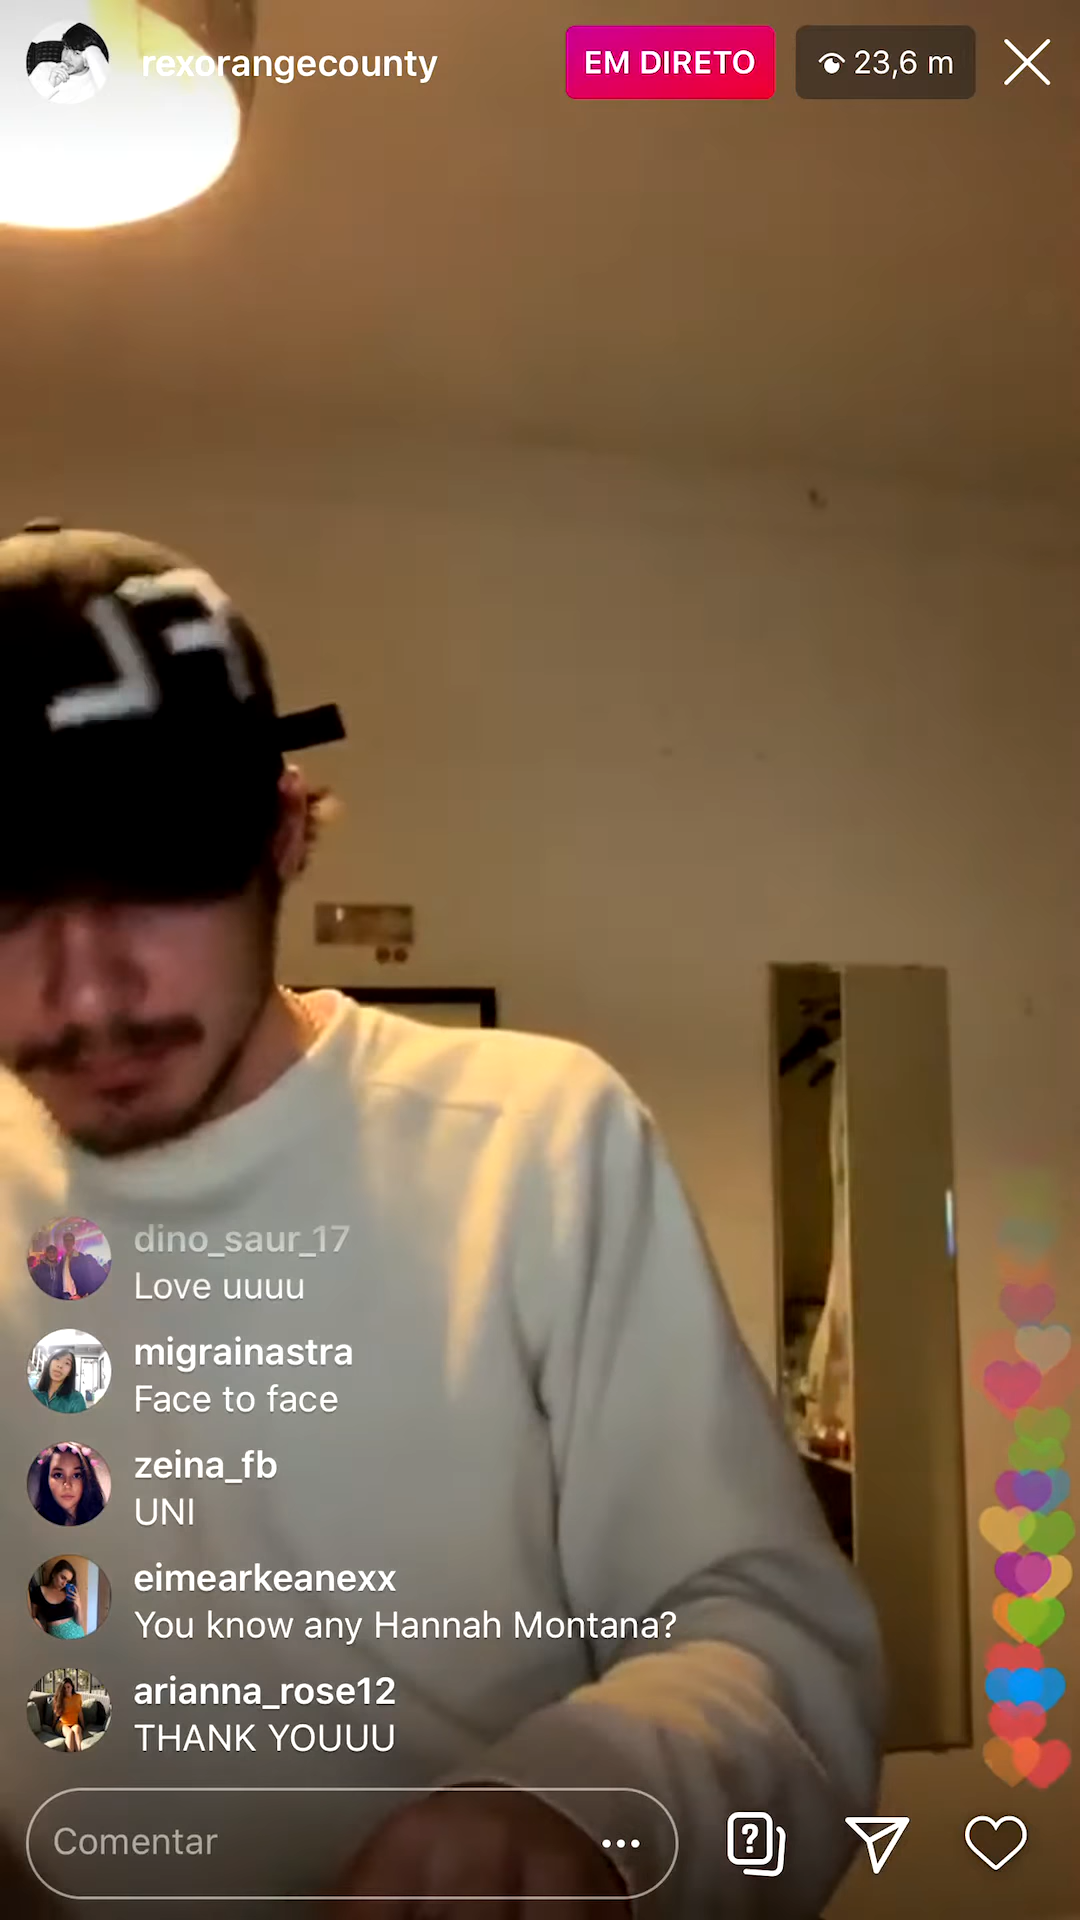 rexorangecounty
EM DIRETO
23,6 m
dino_saur_17
Love uuuu
migrainastra
Face to face
zeina_fb
UNI
eimearkeanexx
You know any Hannah Montana?
arianna_rose12
THANK YOUUU
Comentar